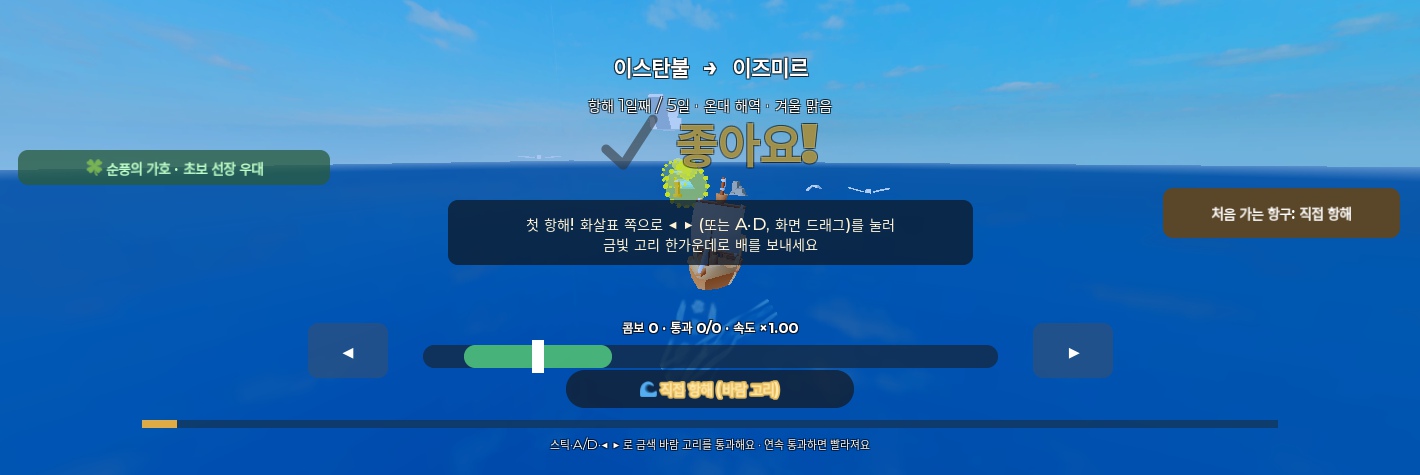 이스탄불 → 이즈미르
항해 1일째 / 5일 · 온대 해역 · 겨울 맑음
좋아요!
순풍의 가호 · 초보 선장 우대
처음 가는 항구: 직접 항해
첫 항해! 화살표 쪽으로 ◂ ▸ (또는 A·D, 화면 드래그)를 눌러
금빛 고리 한가운데로 배를 보내세요
콤보 0 · 통과 0/0 · 속도 ×1.00
◀ ▶
직접 항해 (바람 고리)
스틱·A/D·◂ ▸ 로 금색 바람 고리를 통과해요 · 연속 통과하면 빨라져요